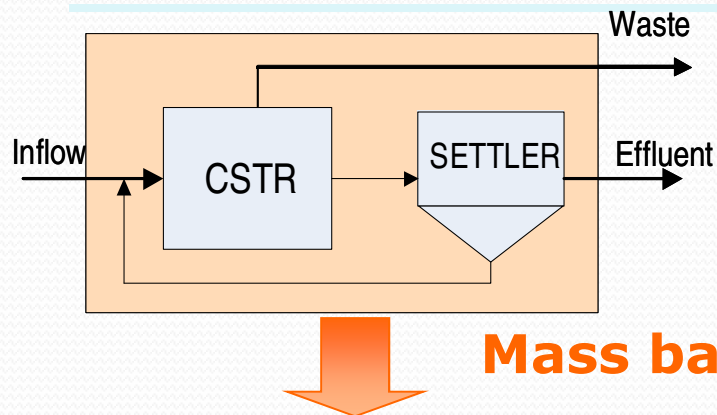 Waste
Inflow
CSTR
SETTLER
Effluent
Mass ba